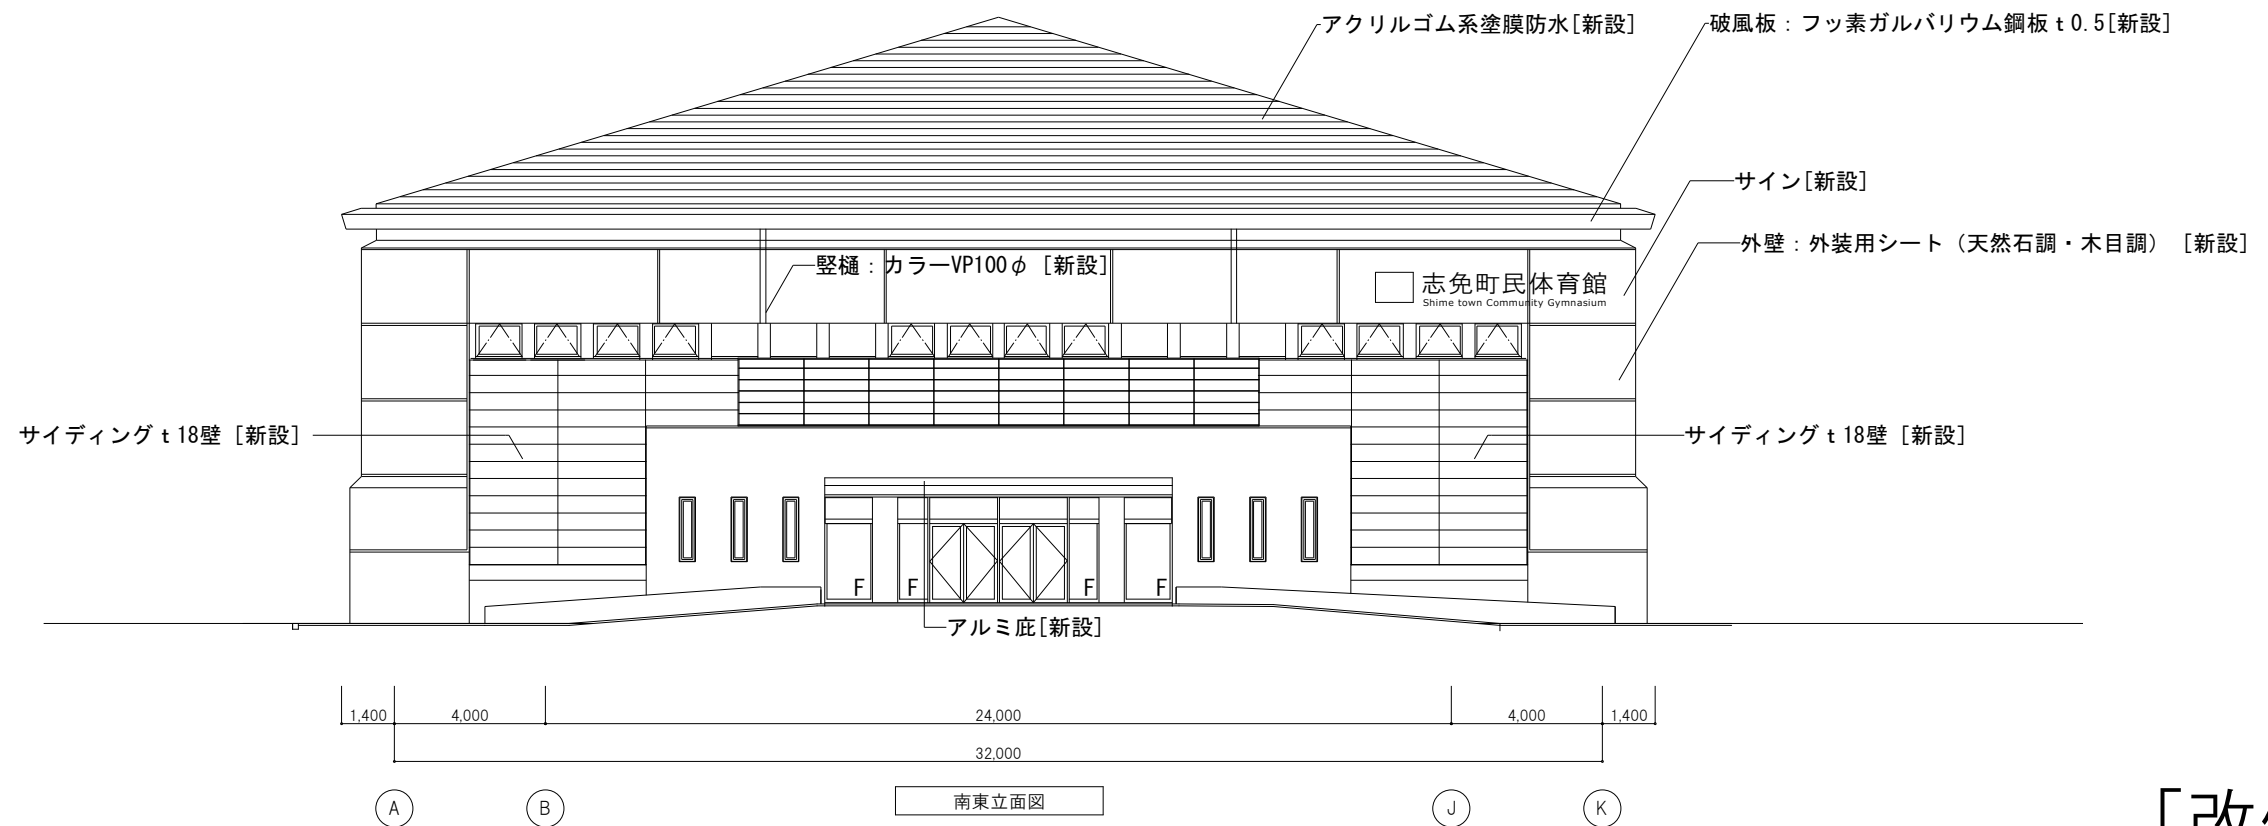 アクリルゴム系塗膜防水[新設]
破風板：フッ素ガルバリウム鋼板ｔ0.5[新設]
サイン[新設]
外壁：外装用シート（天然石調・木目調）［新設］
竪樋：カラーVP100φ［新設］
志免町民体育館
Shime town Community Gymnasium
サイディングｔ18壁［新設］
サイディングｔ18壁［新設］
F
F
F
F
アルミ庇[新設]
1,400
4,000
24,000
4,000
1,400
32,000
A
B
南東立面図
J
K